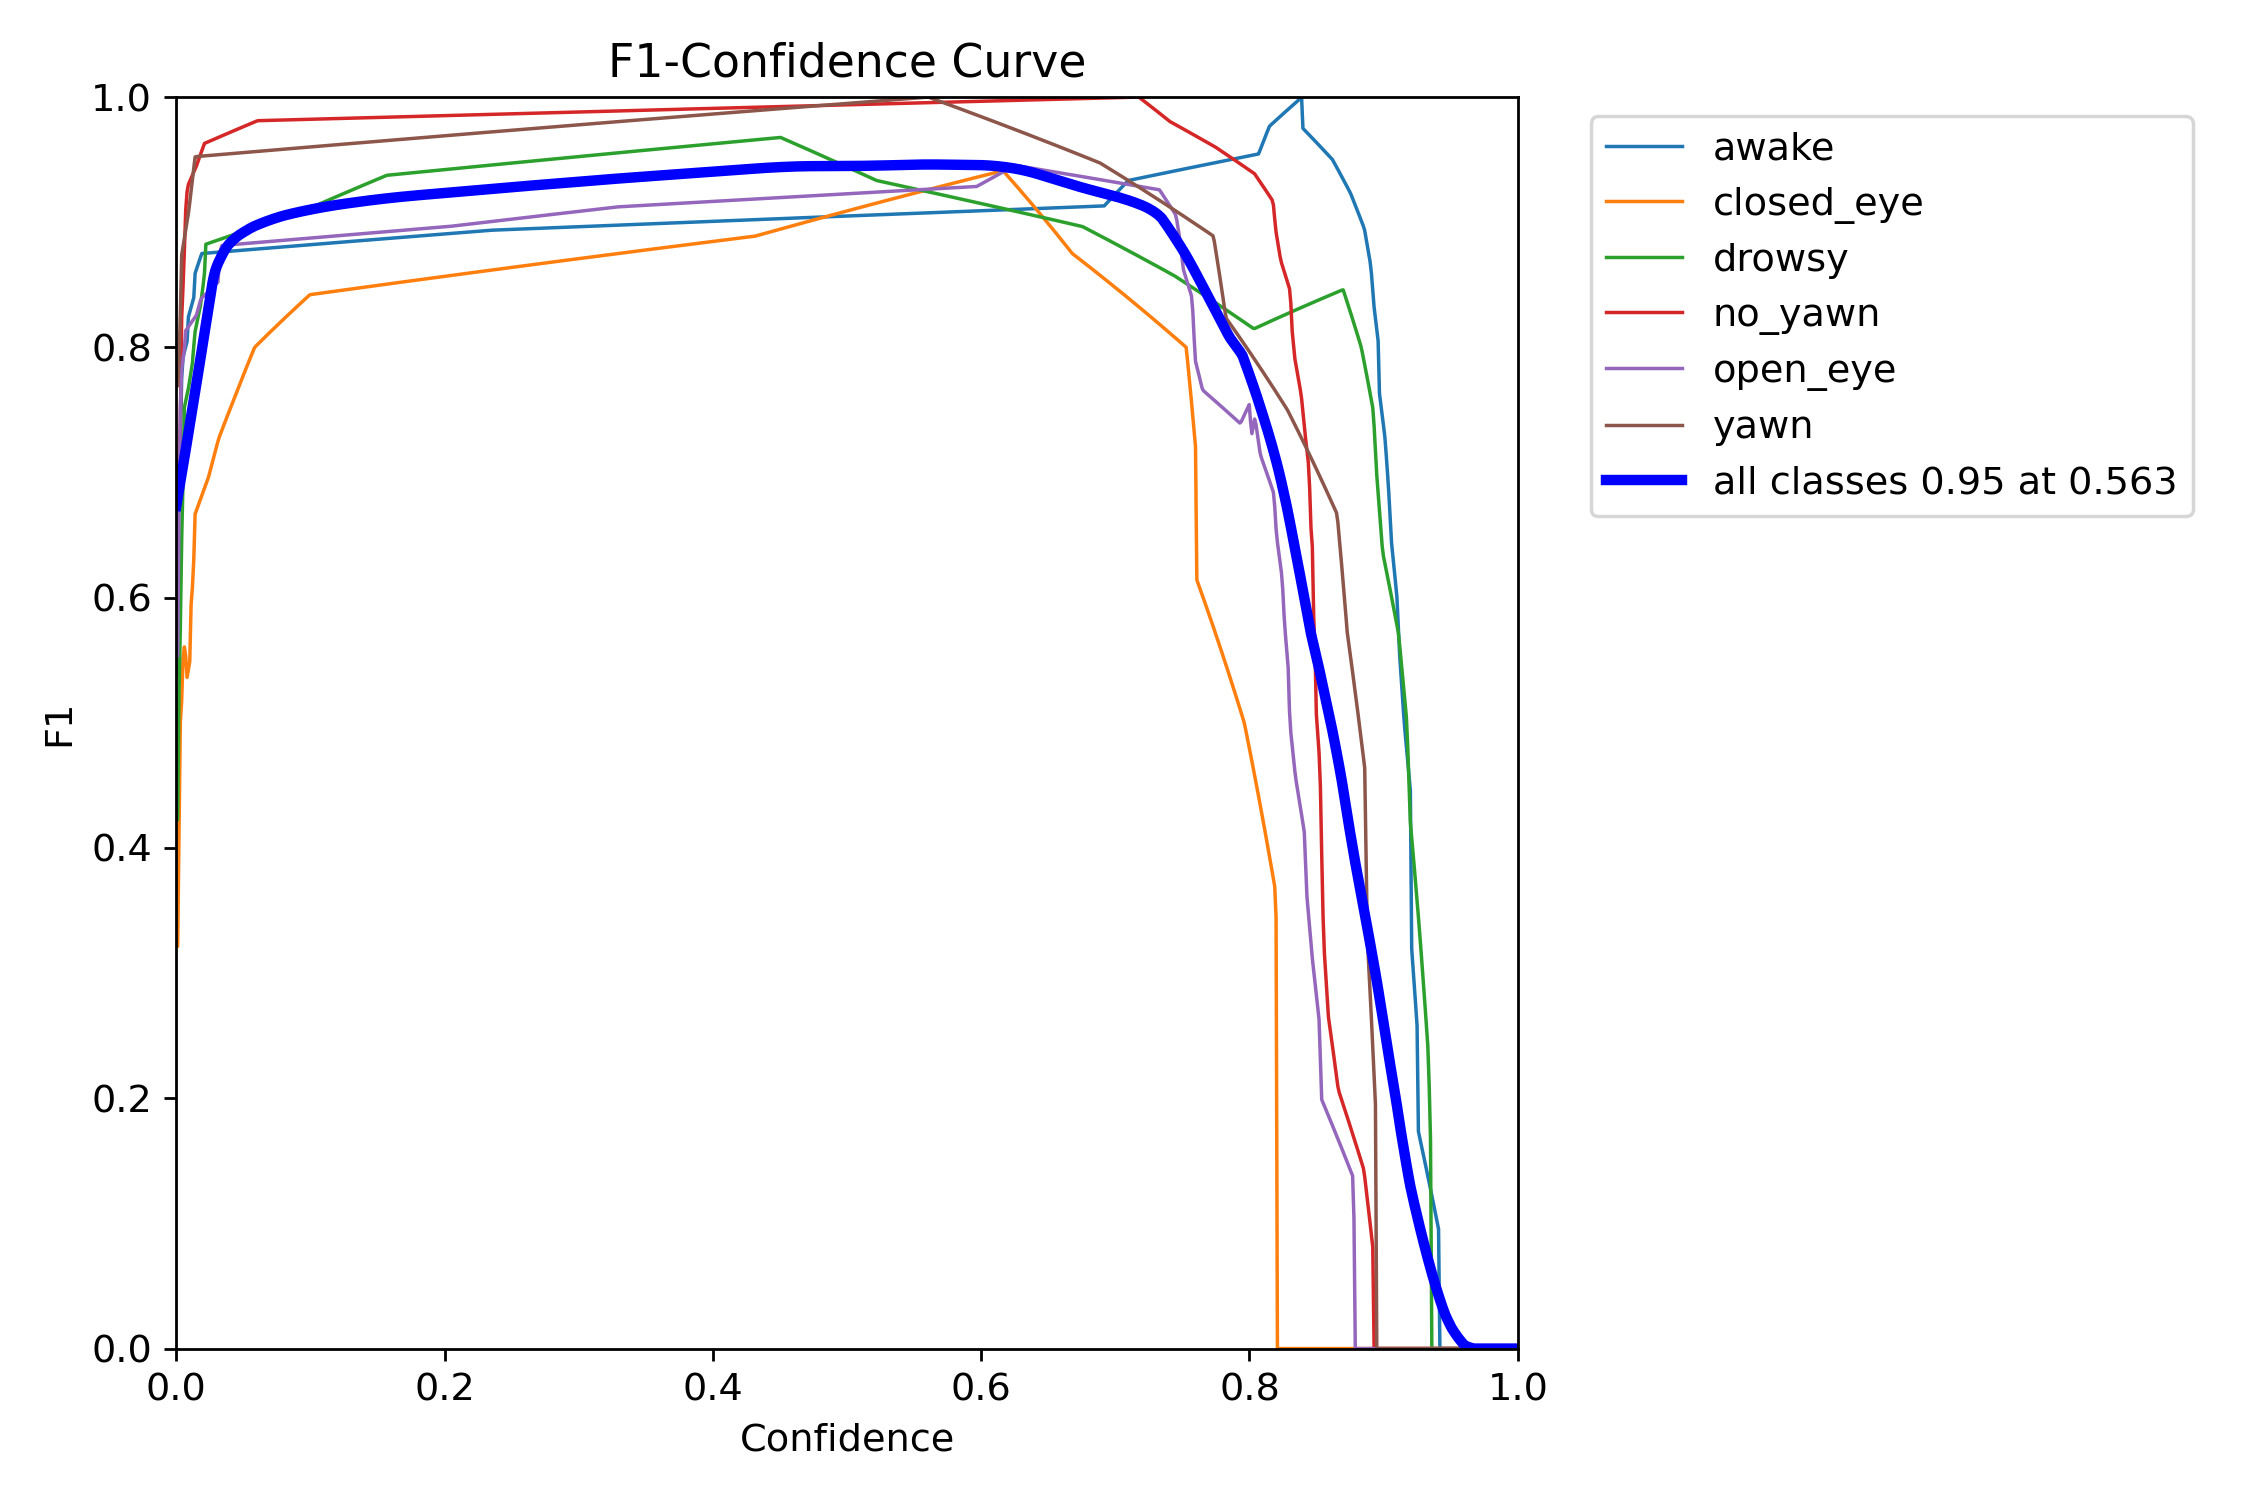 F1-Confidence Curve
1.0
0.8
0.6
0.4
0.2
0.0
F1
0.0 0.2 0.4 0.6 0.8 1.0
Confidence
awake
closed_eye
drowsy
no_yawn
open_eye
yawn
all classes 0.95 at 0.563